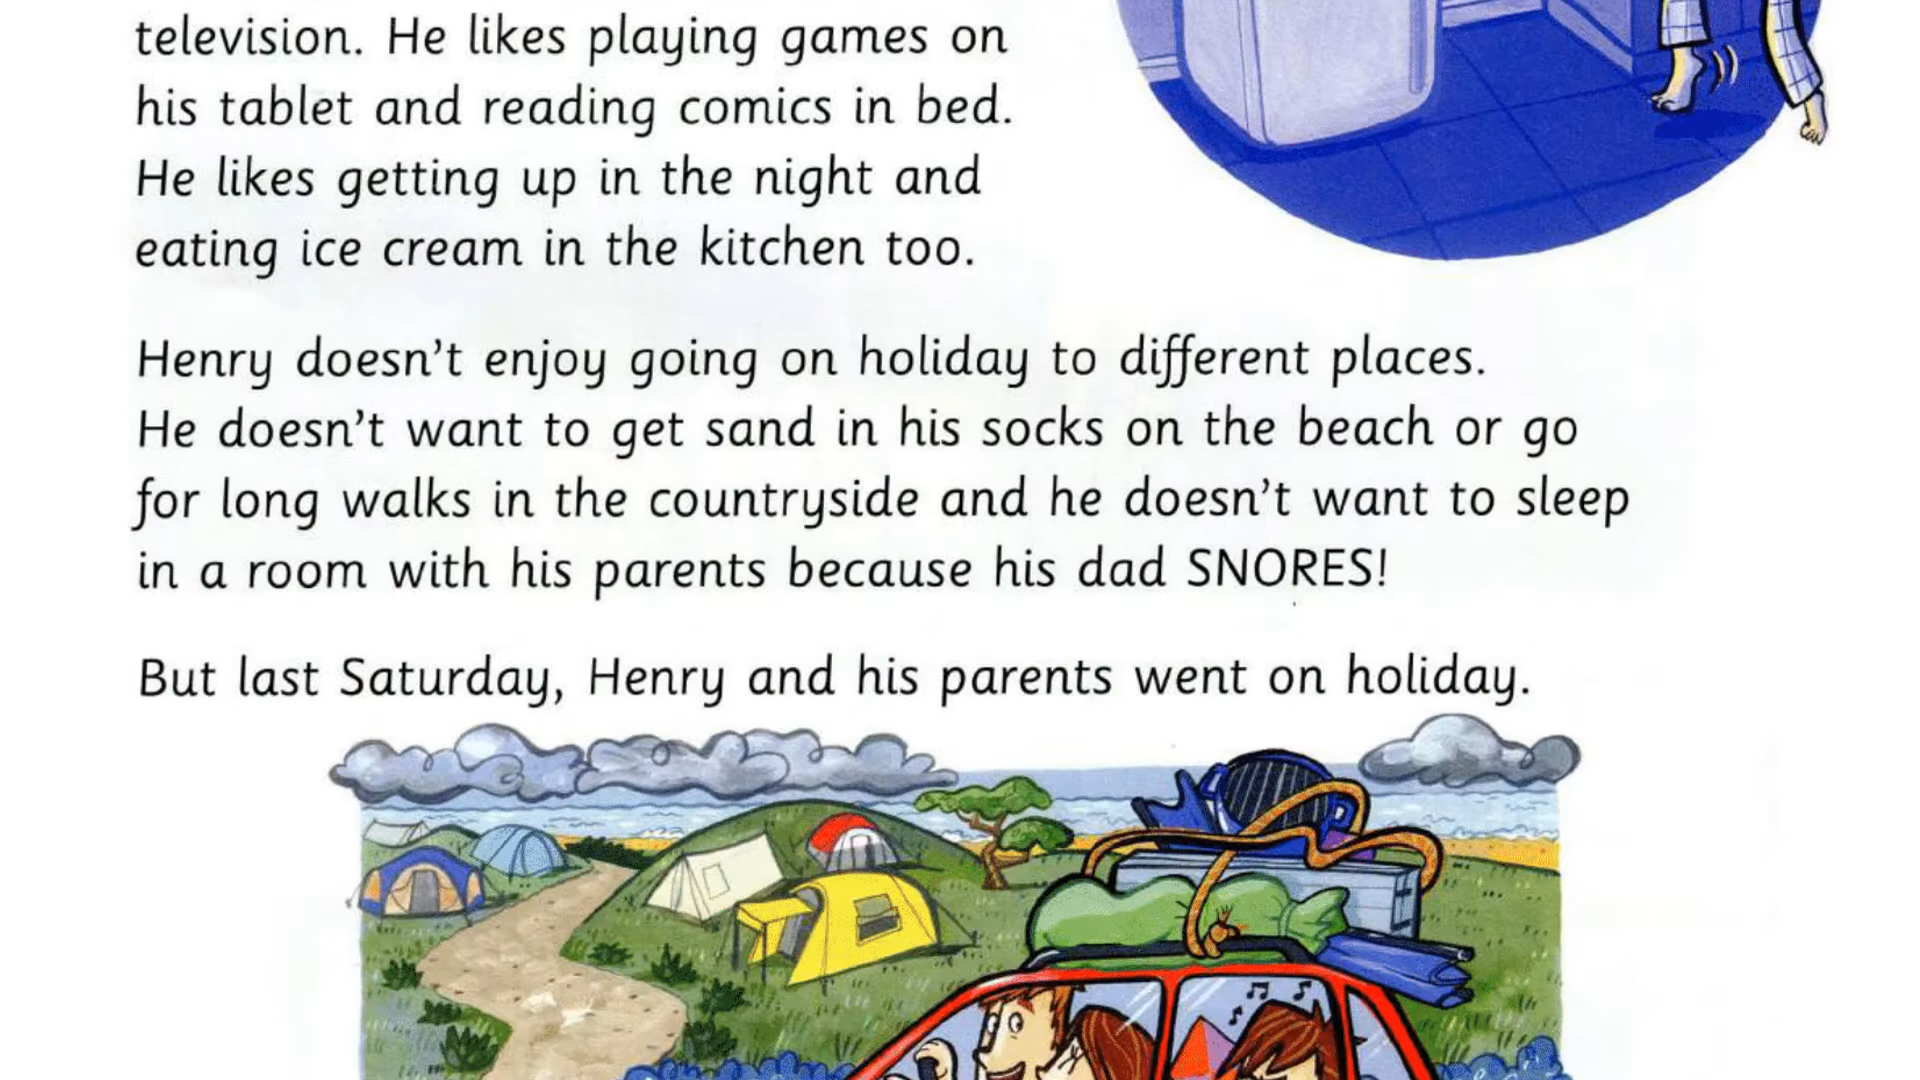 television. He likes playing games on
his tablet and reading comics in bed.
He likes getting up in the night and
eating ice cream in the kitchen too.
Henry doesn't enjoy going on holiday to different places.
He doesn't want to get sand in his socks on the beach or go
for long walks in the countryside and he doesn't want to sleep
in a room with his parents because his dad SNORES!
But last Saturday, Henry and his parents went on holiday.